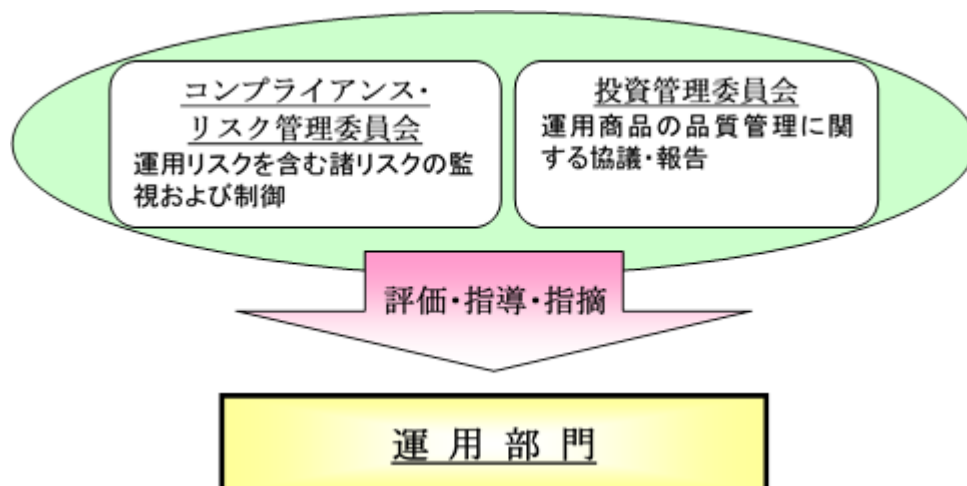 コンプライアンス・
リスク管理委員会
運用リスクを含む諸リスクの監
視および制御
投資管理委員会
運用商品の品質管理に関
する協議・報告
評価・指導・指摘
運用部門